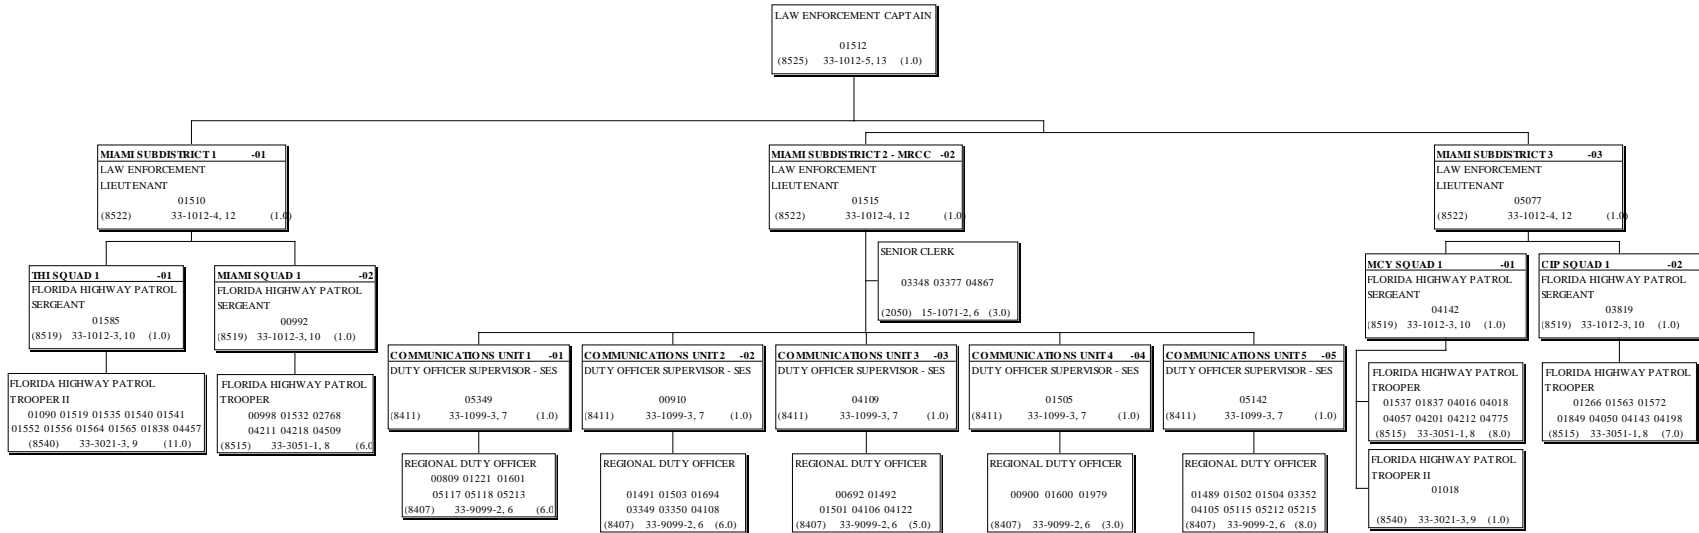 LAW ENFORCEMENT CAPTAIN
01512
(8525) 33-1012-5, 13 (1.0)
MIAMI SUBDISTRICT 1 -01
LAW ENFORCEMENT
LIEUTENANT
01510
(8522) 33-1012-4, 12 (1.0)
MIAMI SUBDISTRICT 2 - MRCC -02
LAW ENFORCEMENT
LIEUTENANT
01515
(8522) 33-1012-4, 12 (1.0)
MIAMI SUBDISTRICT 3 -03
LAW ENFORCEMENT
LIEUTENANT
05077
(8522) 33-1012-4, 12 (1.0)
SENIOR CLERK
03348 03377 04867
(2050) 15-1071-2, 6 (3.0)
THI SQUAD 1 -01
FLORIDA HIGHWAY PATROL
SERGEANT
01585
(8519) 33-1012-3, 10 (1.0)
MIAMI SQUAD 1 -02
FLORIDA HIGHWAY PATROL
SERGEANT
00992
(8519) 33-1012-3, 10 (1.0)
MCY SQUAD 1 -01
FLORIDA HIGHWAY PATROL
SERGEANT
04142
(8519) 33-1012-3, 10 (1.0)
CIP SQUAD 1 -02
FLORIDA HIGHWAY PATROL
SERGEANT
03819
(8519) 33-1012-3, 10 (1.0)
COMMUNICATIONS UNIT 1 -01
DUTY OFFICER SUPERVISOR - SES
05349
(8411) 33-1099-3, 7 (1.0)
COMMUNICATIONS UNIT 2 -02
DUTY OFFICER SUPERVISOR - SES
00910
(8411) 33-1099-3, 7 (1.0)
COMMUNICATIONS UNIT 3 -03
DUTY OFFICER SUPERVISOR - SES
04109
(8411) 33-1099-3, 7 (1.0)
COMMUNICATIONS UNIT 4 -04
DUTY OFFICER SUPERVISOR - SES
01505
(8411) 33-1099-3, 7 (1.0)
COMMUNICATIONS UNIT 5 -05
DUTY OFFICER SUPERVISOR - SES
05142
(8411) 33-1099-3, 7 (1.0)
FLORIDA HIGHWAY PATROL
TROOPER II
01090 01519 01535 01540 01541
01552 01556 01564 01565 01838 04457
(8540) 33-3021-3, 9 (11.0)
FLORIDA HIGHWAY PATROL
TROOPER
00998 01532 02768
04211 04218 04509
(8515) 33-3051-1, 8 (6.0
FLORIDA HIGHWAY PATROL
TROOPER
01537 01837 04016 04018
04057 04201 04212 04775
(8515) 33-3051-1, 8 (8.0)
FLORIDA HIGHWAY PATROL
TROOPER
01266 01563 01572
01849 04050 04143 04198
(8515) 33-3051-1, 8 (7.0)
REGIONAL DUTY OFFICER
00809 01221 01601
05117 05118 05213
(8407) 33-9099-2, 6 (6.0
REGIONAL DUTY OFFICER
01491 01503 01694
03349 03350 04108
(8407) 33-9099-2, 6 (6.0)
REGIONAL DUTY OFFICER
00692 01492
01501 04106 04122
(8407) 33-9099-2, 6 (5.0)
REGIONAL DUTY OFFICER
00900 01600 01979
(8407) 33-9099-2, 6 (3.0)
REGIONAL DUTY OFFICER
01489 01502 01504 03352
04105 05115 05212 05215
(8407) 33-9099-2, 6 (8.0)
FLORIDA HIGHWAY PATROL
TROOPER II
01018
(8540) 33-3021-3, 9 (1.0)